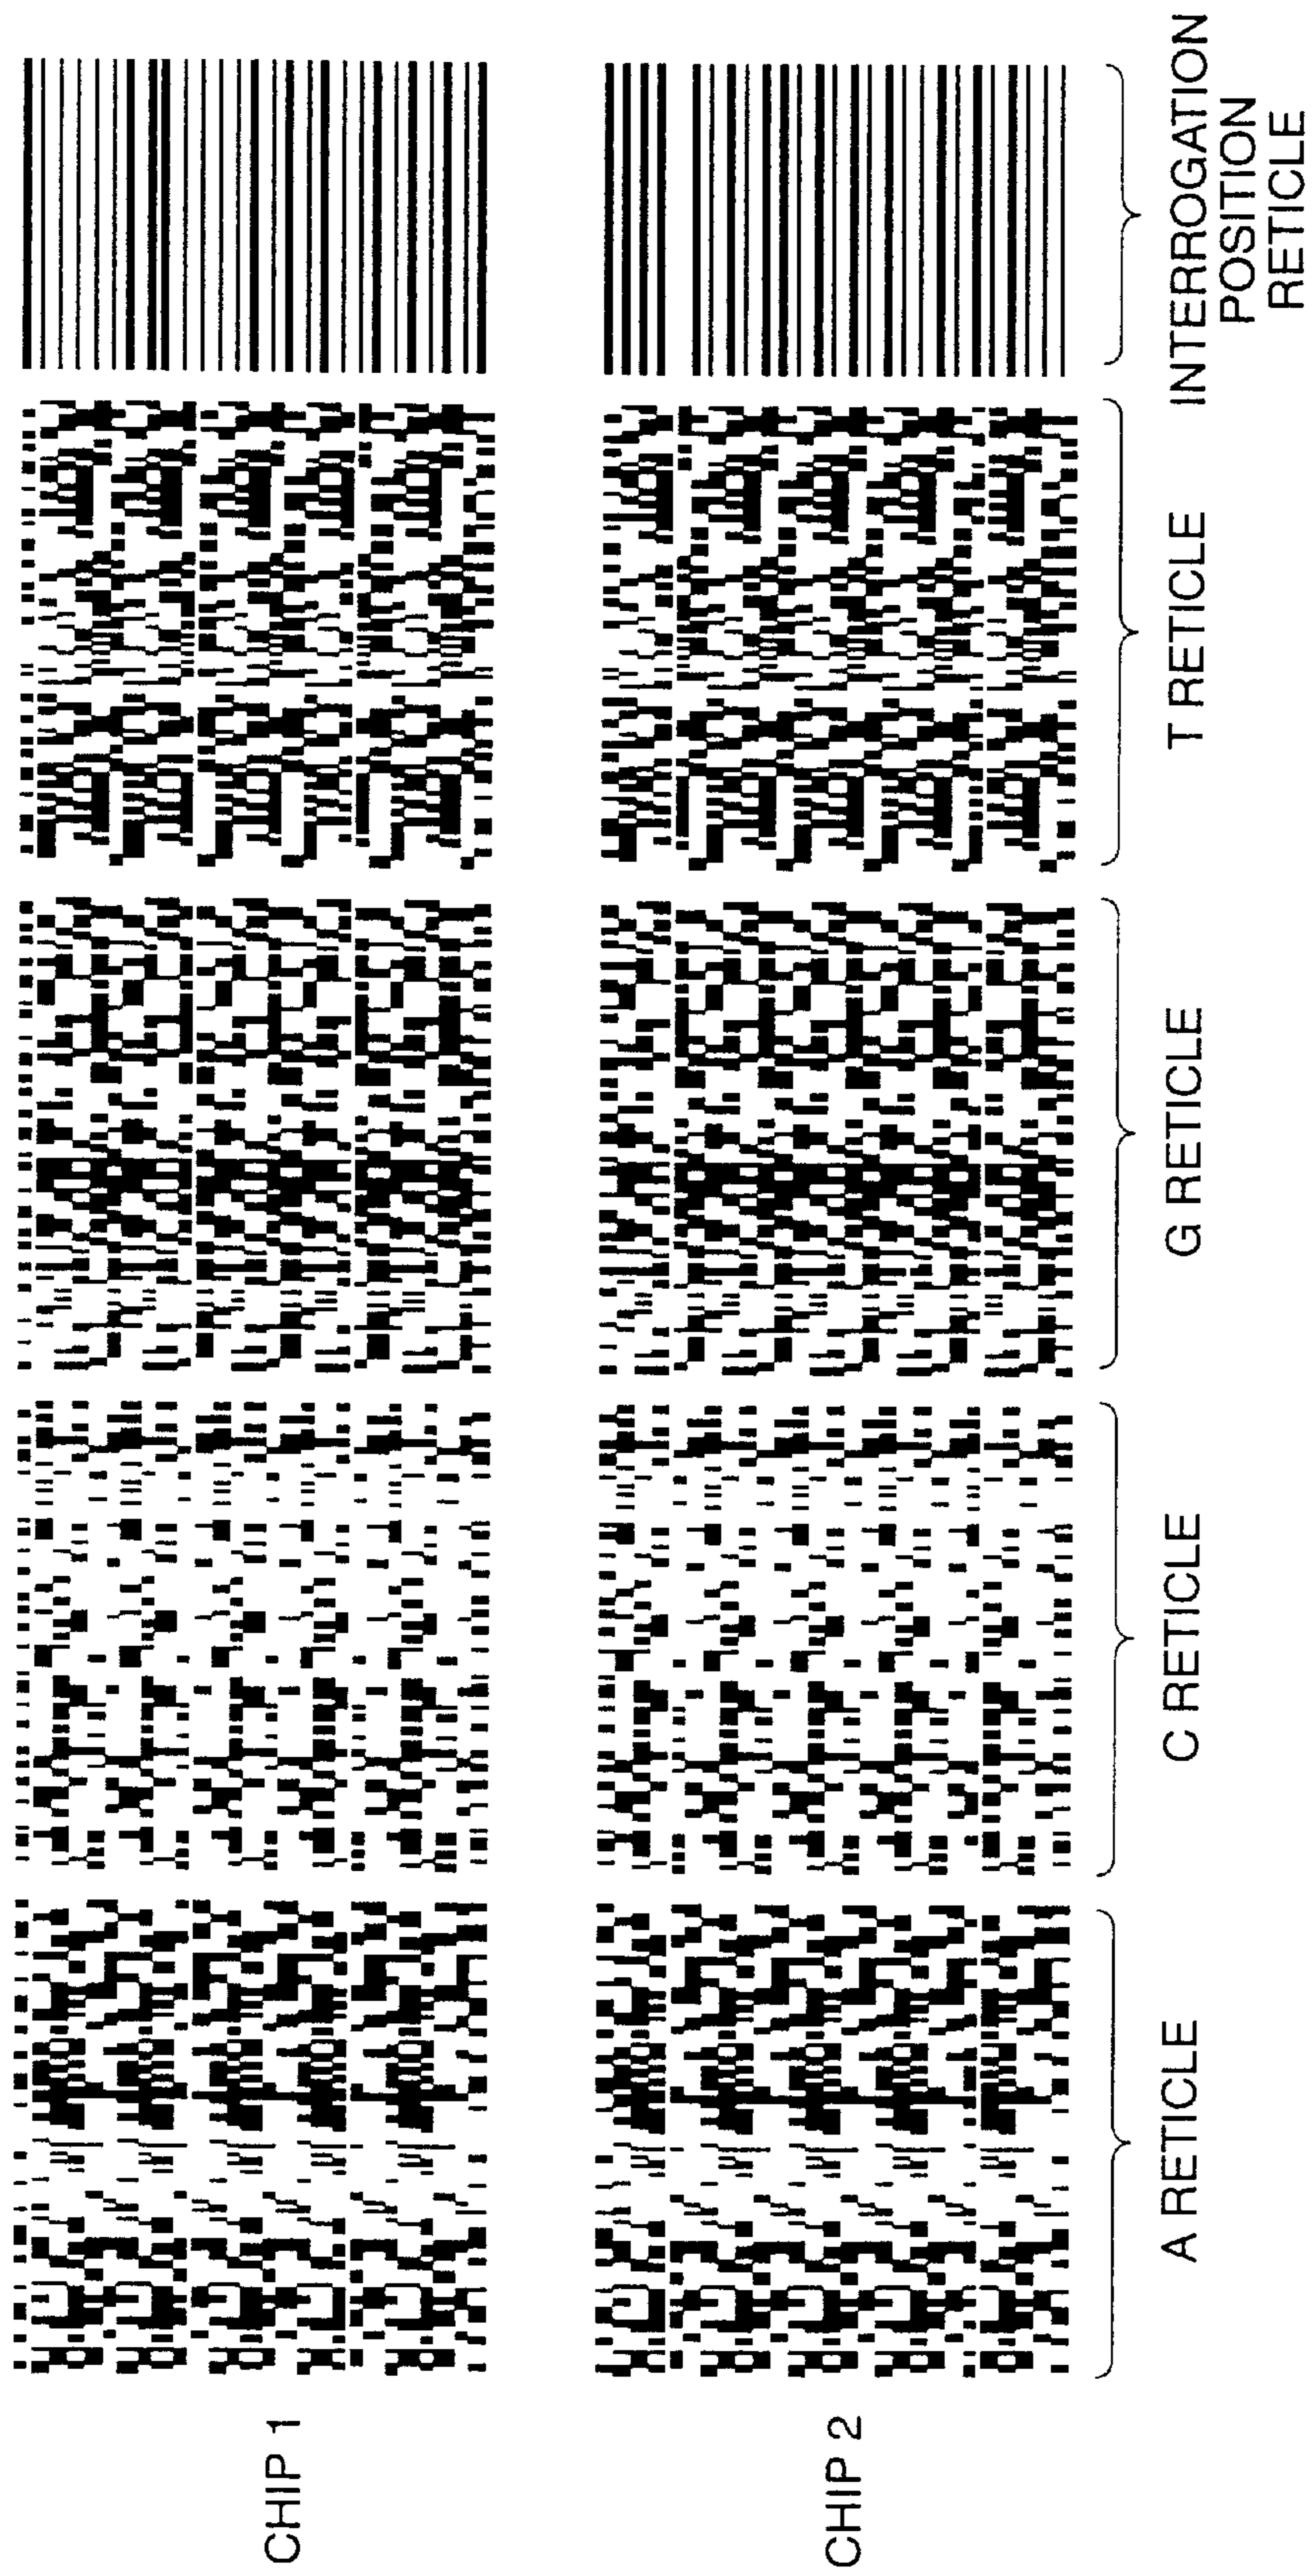 CHIP 1
CHIP 2
A RETICLE
C RETICLE
G RETICLE
T RETICLE
INTERROGATION
POSITION
RETICLE